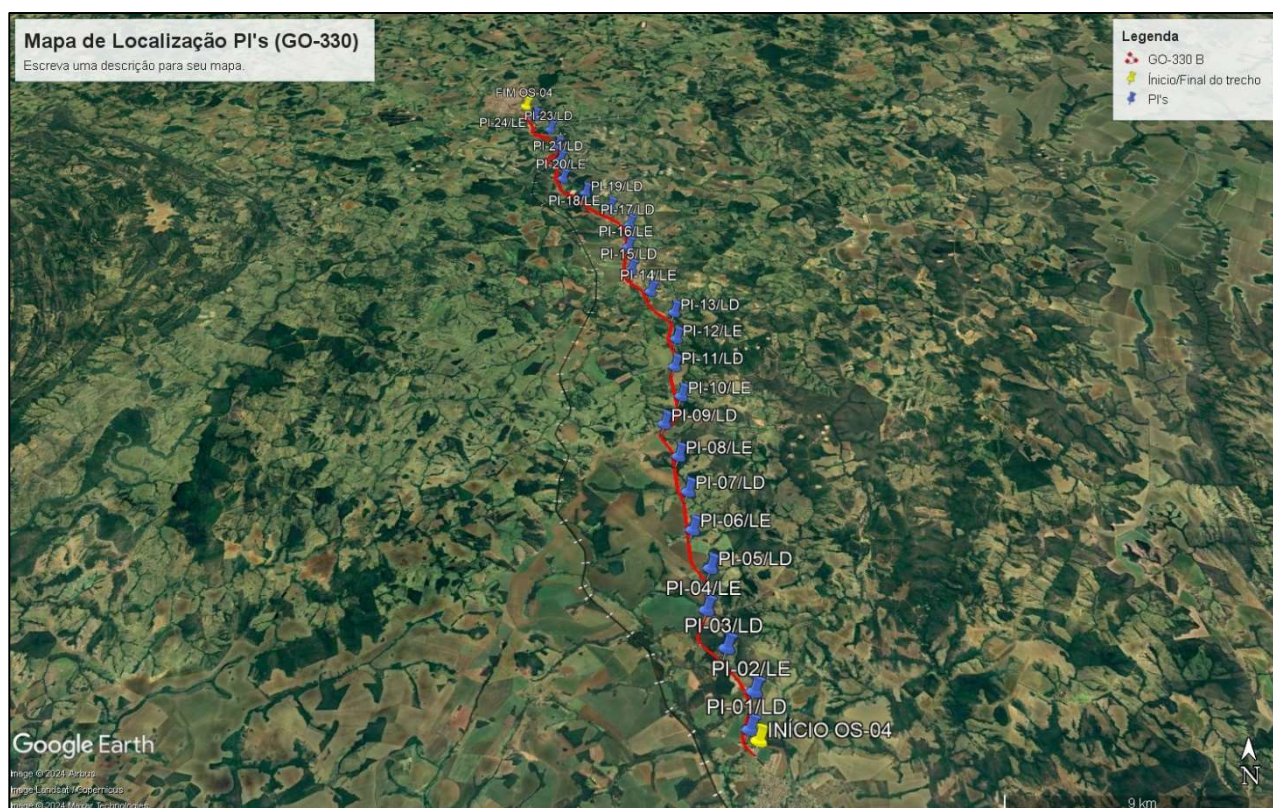 Mapa de Localização PI's (GO-330)
Escreva uma descrição para seu mapa.
Legenda
GO-330 B
Ínicio/Final do trecho
PI's
FIM OS-04
PI-23/LD
PI-24/LE
PI-21/LD
PI-20/LE
PI-19/LD
PI-18/LE
PI-17/LD
PI-16/LE
PI-15/LD
PI-14/LE
PI-13/LD
PI-12/LE
PI-11/LD
PI-10/LE
PI-09/LD
PI-08/LE
PI-07/LD
PI-06/LE
PI-05/LD
PI-04/LE
PI-03/LD
PI-02/LE
PI-01/LD
INÍCIO OS-04
Google Earth
Image © 2024 Airbus
Image Landsat / Copernicus
Image © 2024 Maxar Technologies
N
9 km